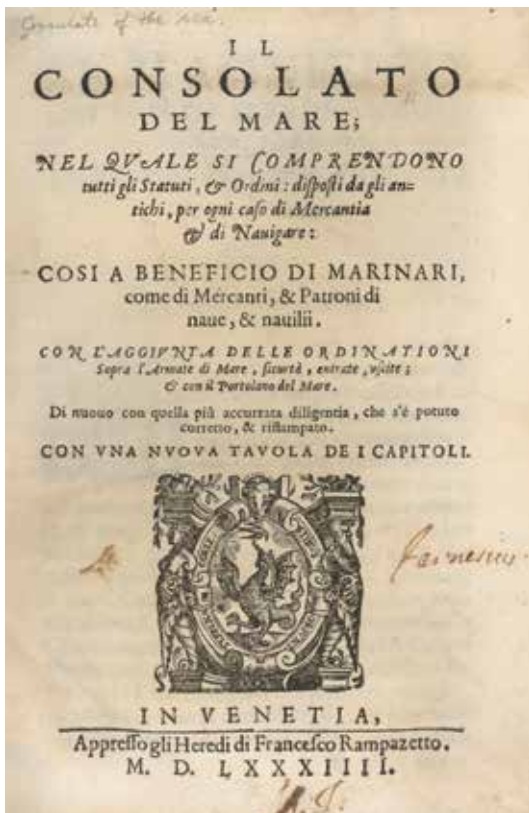 Consulate of the sea.
IL
CONSOLATO
DEL MARE;
NEL QVALE SI COMPRENDONO
tutti gli Statuti, & Ordini: disposti da gli an=
tichi, per ogni caso di Mercantia
& di Nauigare:
COSI A BENEFICIO DI MARINARI,
come di Mercanti, & Patroni di
naue, & nauilii.
CON L'AGGIVNTA DELLE ORDINATIONI
Sopra l'Armate di Mare, sicurtà, entrate, vscite;
& con il Portolano del Mare.
Di nuouo con quella più accurata diligentia, che s'è potuto
corretto, & ristampato.
CON VNA NVOVA TAVOLA DE I CAPITOLI.
IN VENETIA,
Appresso gli Heredi di Francesco Rampazetto.
M. D. LXXXIIII.